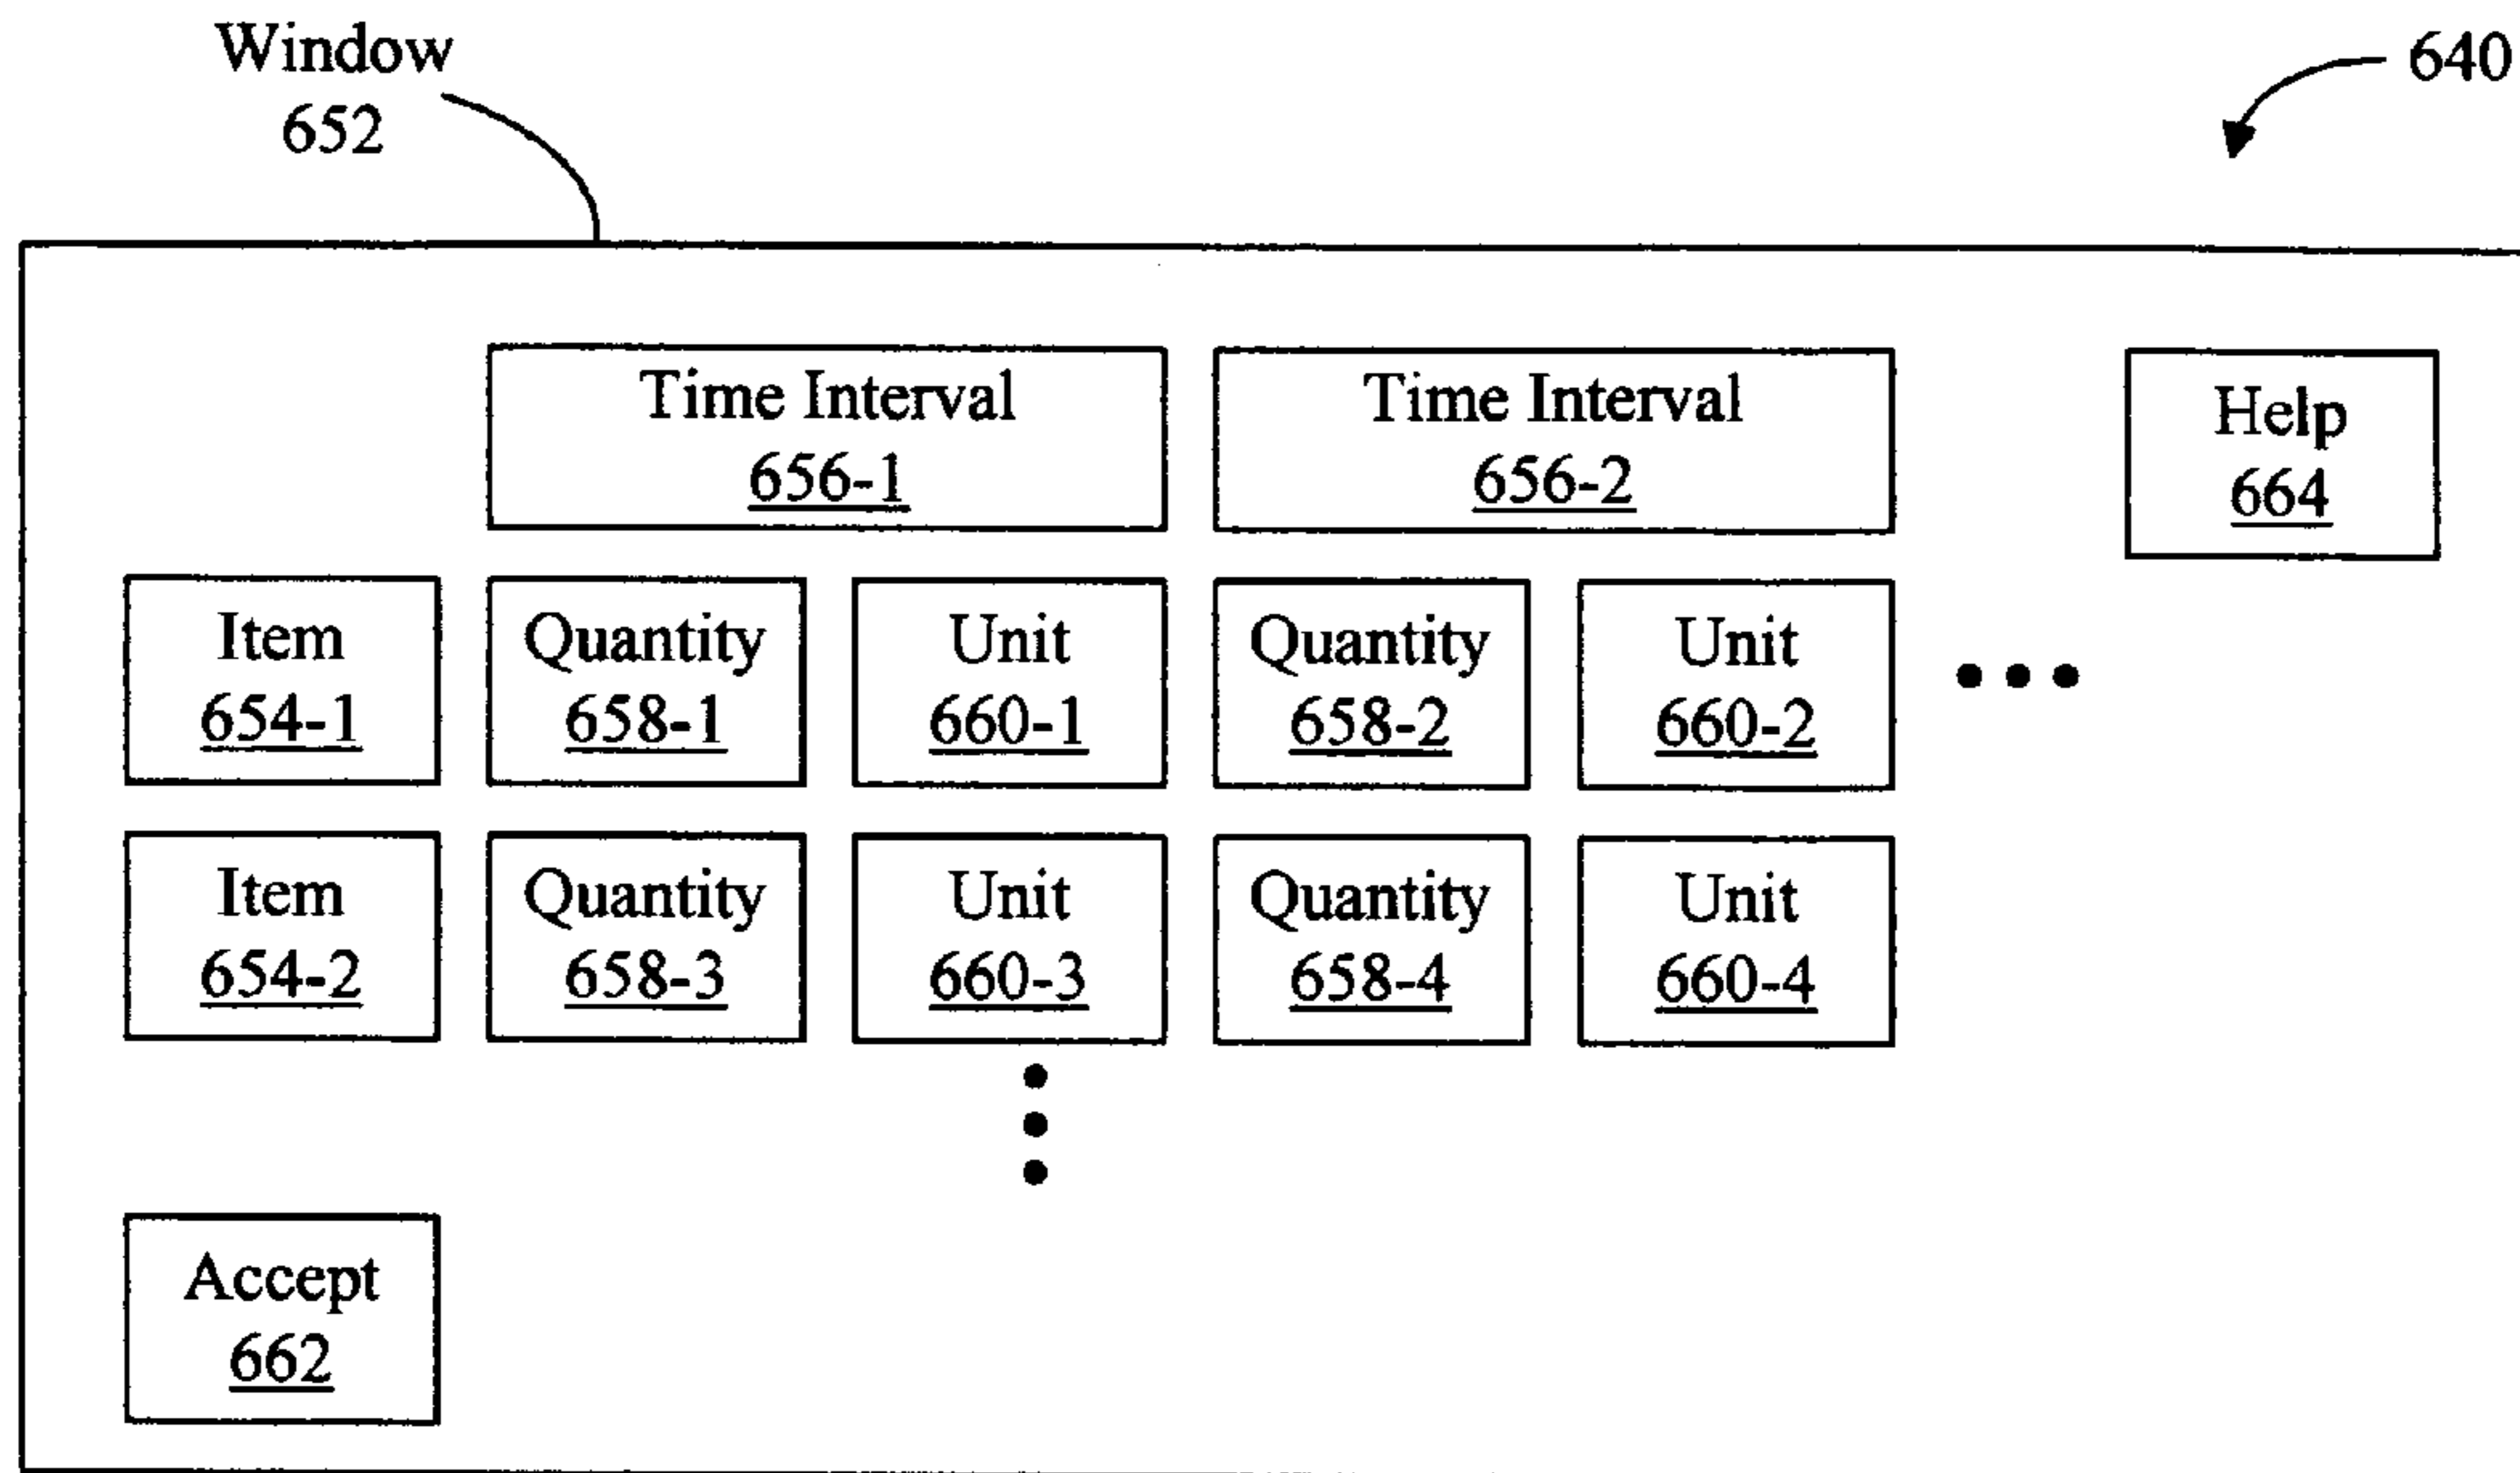 Window
652
640
Time Interval
656-1
Time Interval
656-2
Help
664
Item
654-1
Quantity
658-1
Unit
660-1
Quantity
658-2
Unit
660-2
Item
654-2
Quantity
658-3
Unit
660-3
Quantity
658-4
Unit
660-4
Accept
662